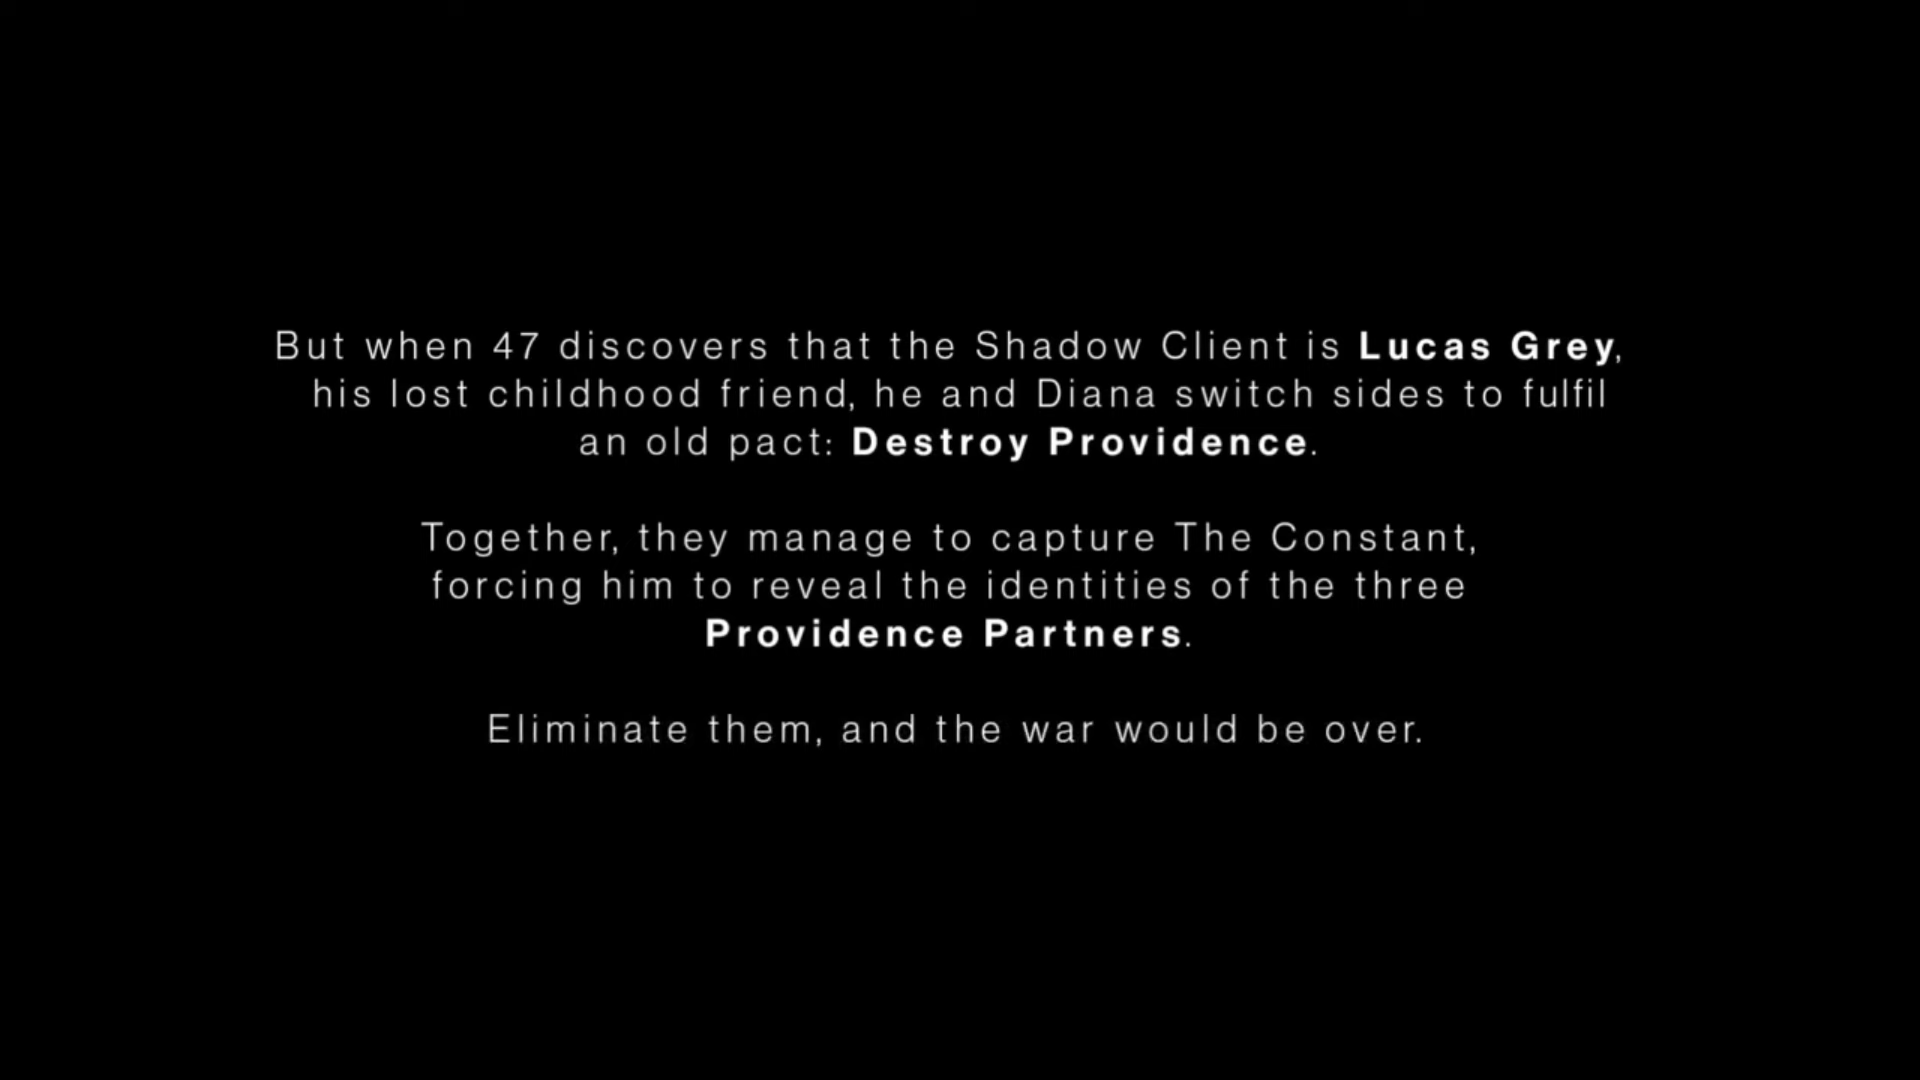 But when 47 discovers that the Shadow Client is Lucas Grey,
his lost childhood friend, he and Diana switch sides to fulfil
an old pact: Destroy Providence.
Together, they manage to capture The Constant,
forcing him to reveal the identities of the three
Providence Partners.
Eliminate them, and the war would be over.